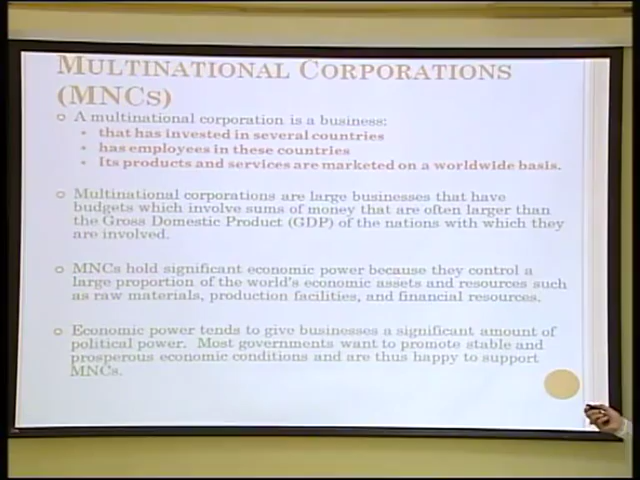 MULTINATIONAL CORPORATIONS
(MNCS)
A multinational corporation is a business:
that has invested in several countries
has employees in these countries
Its products and services are marketed on a worldwide basis.
Multinational corporations are large businesses that have
budgets which involve sums of money that are often larger than
the Gross Domestic Product (GDP) of the nations with which they
are involved.
MNCs hold significant economic power because they control a
large proportion of the world's economic assets and resources such
as raw materials, production facilities, and financial resources.
Economic power tends to give businesses a significant amount of
political power. Most governments want to promote stable and
prosperous economic conditions and are thus happy to support
MNCs.